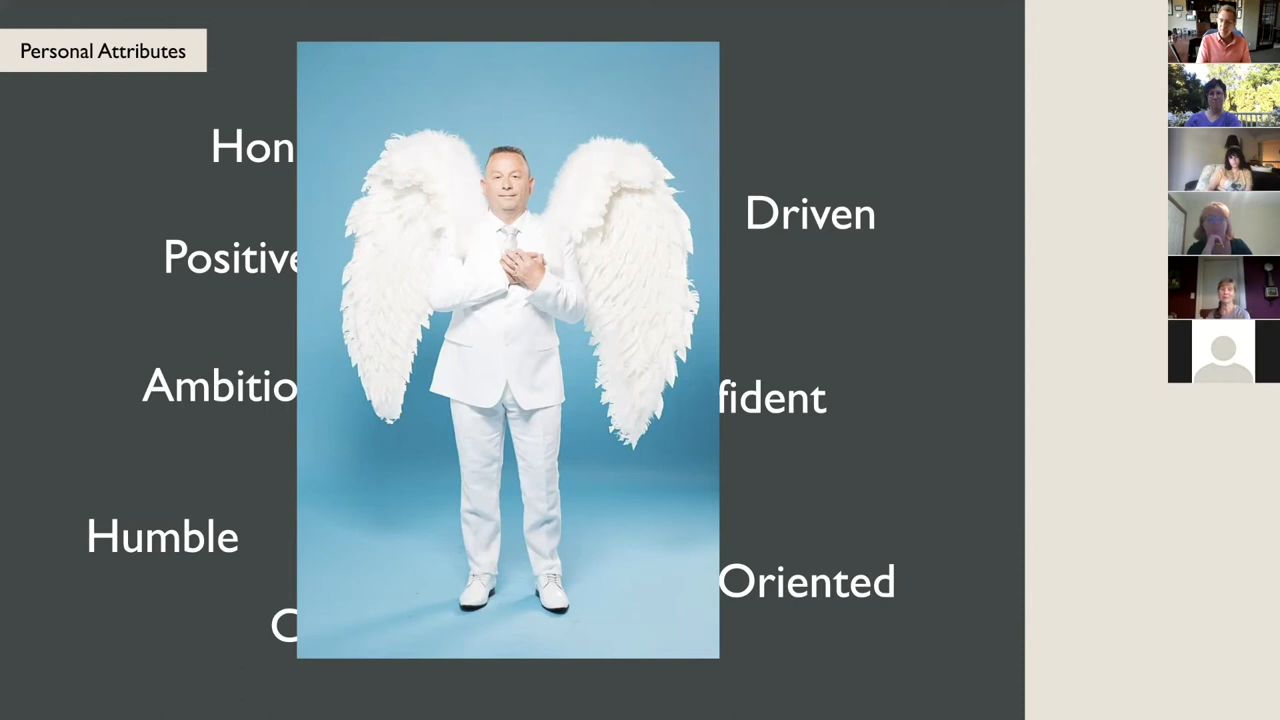 Personal Attributes
Hon
Driven
Positive
Ambitio
fident
Humble
Oriented
C